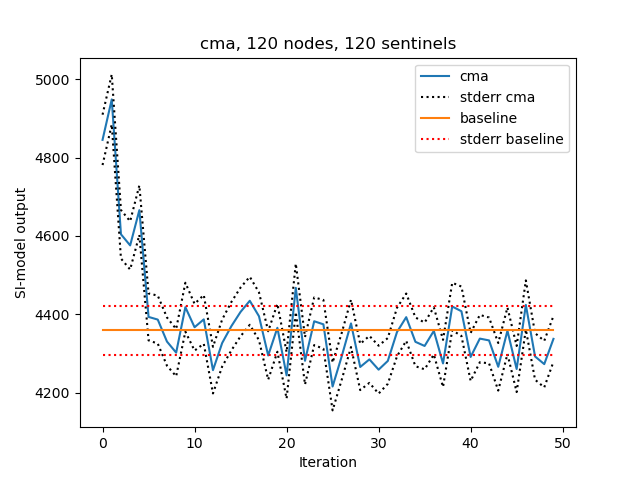 cma, 120 nodes, 120 sentinels
5000
4800
4600
4400
4200
SI-model output
cma
stderr cma
baseline
stderr baseline
0
10
20
30
40
50
Iteration